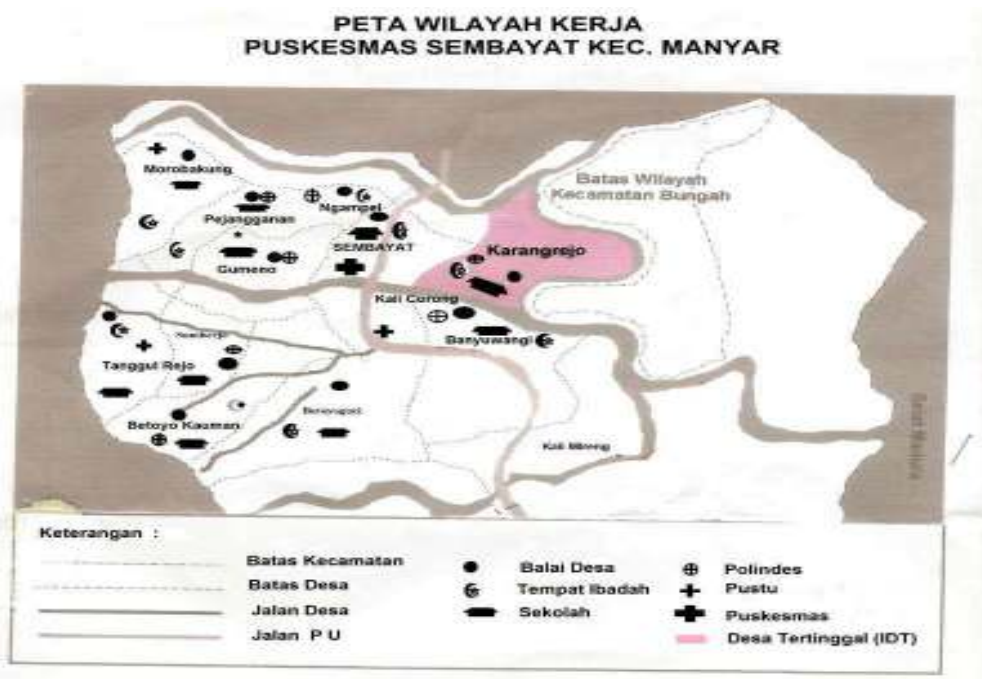 PETA WILAYAH KERJA
PUSKESMAS SEMBAYAT KEC. MANYAR
Batas Wilayah
Kecamatan Bungah
Morobakung
Pejangganan
Ngampel
SEMBAYAT
Gumeno
Karangrejo
Kali Corong
Banyuwangi
Tanggul Rejo
Betoyo Kauman
Kali Mireng
Keterangan :
Batas Kecamatan
Batas Desa
Jalan Desa
Jalan P U
Balai Desa
Tempat Ibadah
Sekolah
Polindes
Pustu
Puskesmas
Desa Tertinggal (IDT)